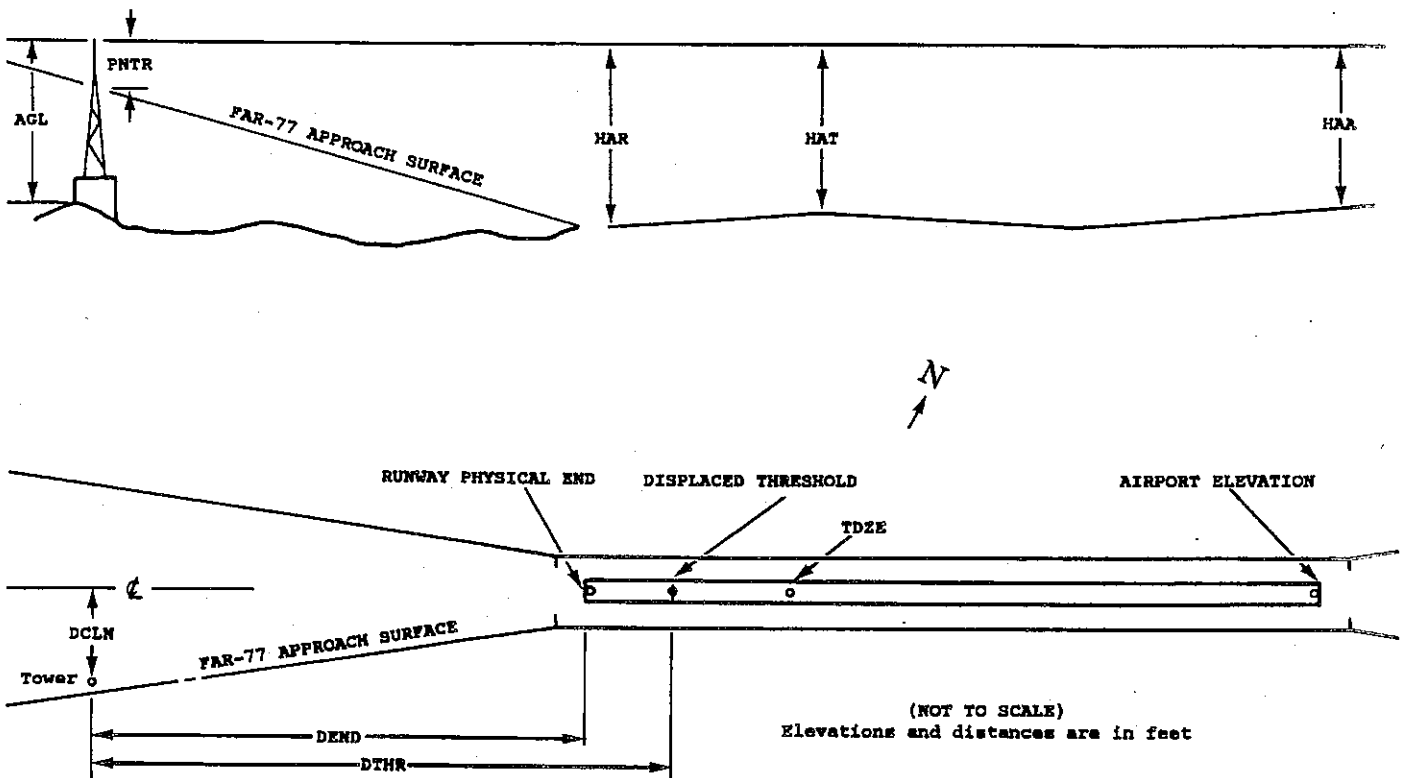 PNTR
AGL
FAR-77 APPROACH SURFACE
HAR
HAT
HAA
N
RUNWAY PHYSICAL END
DISPLACED THRESHOLD
AIRPORT ELEVATION
TDZE
℄
DCLN
FAR-77 APPROACH SURFACE
Tower
(NOT TO SCALE)
Elevations and distances are in feet
DEND
DTHR